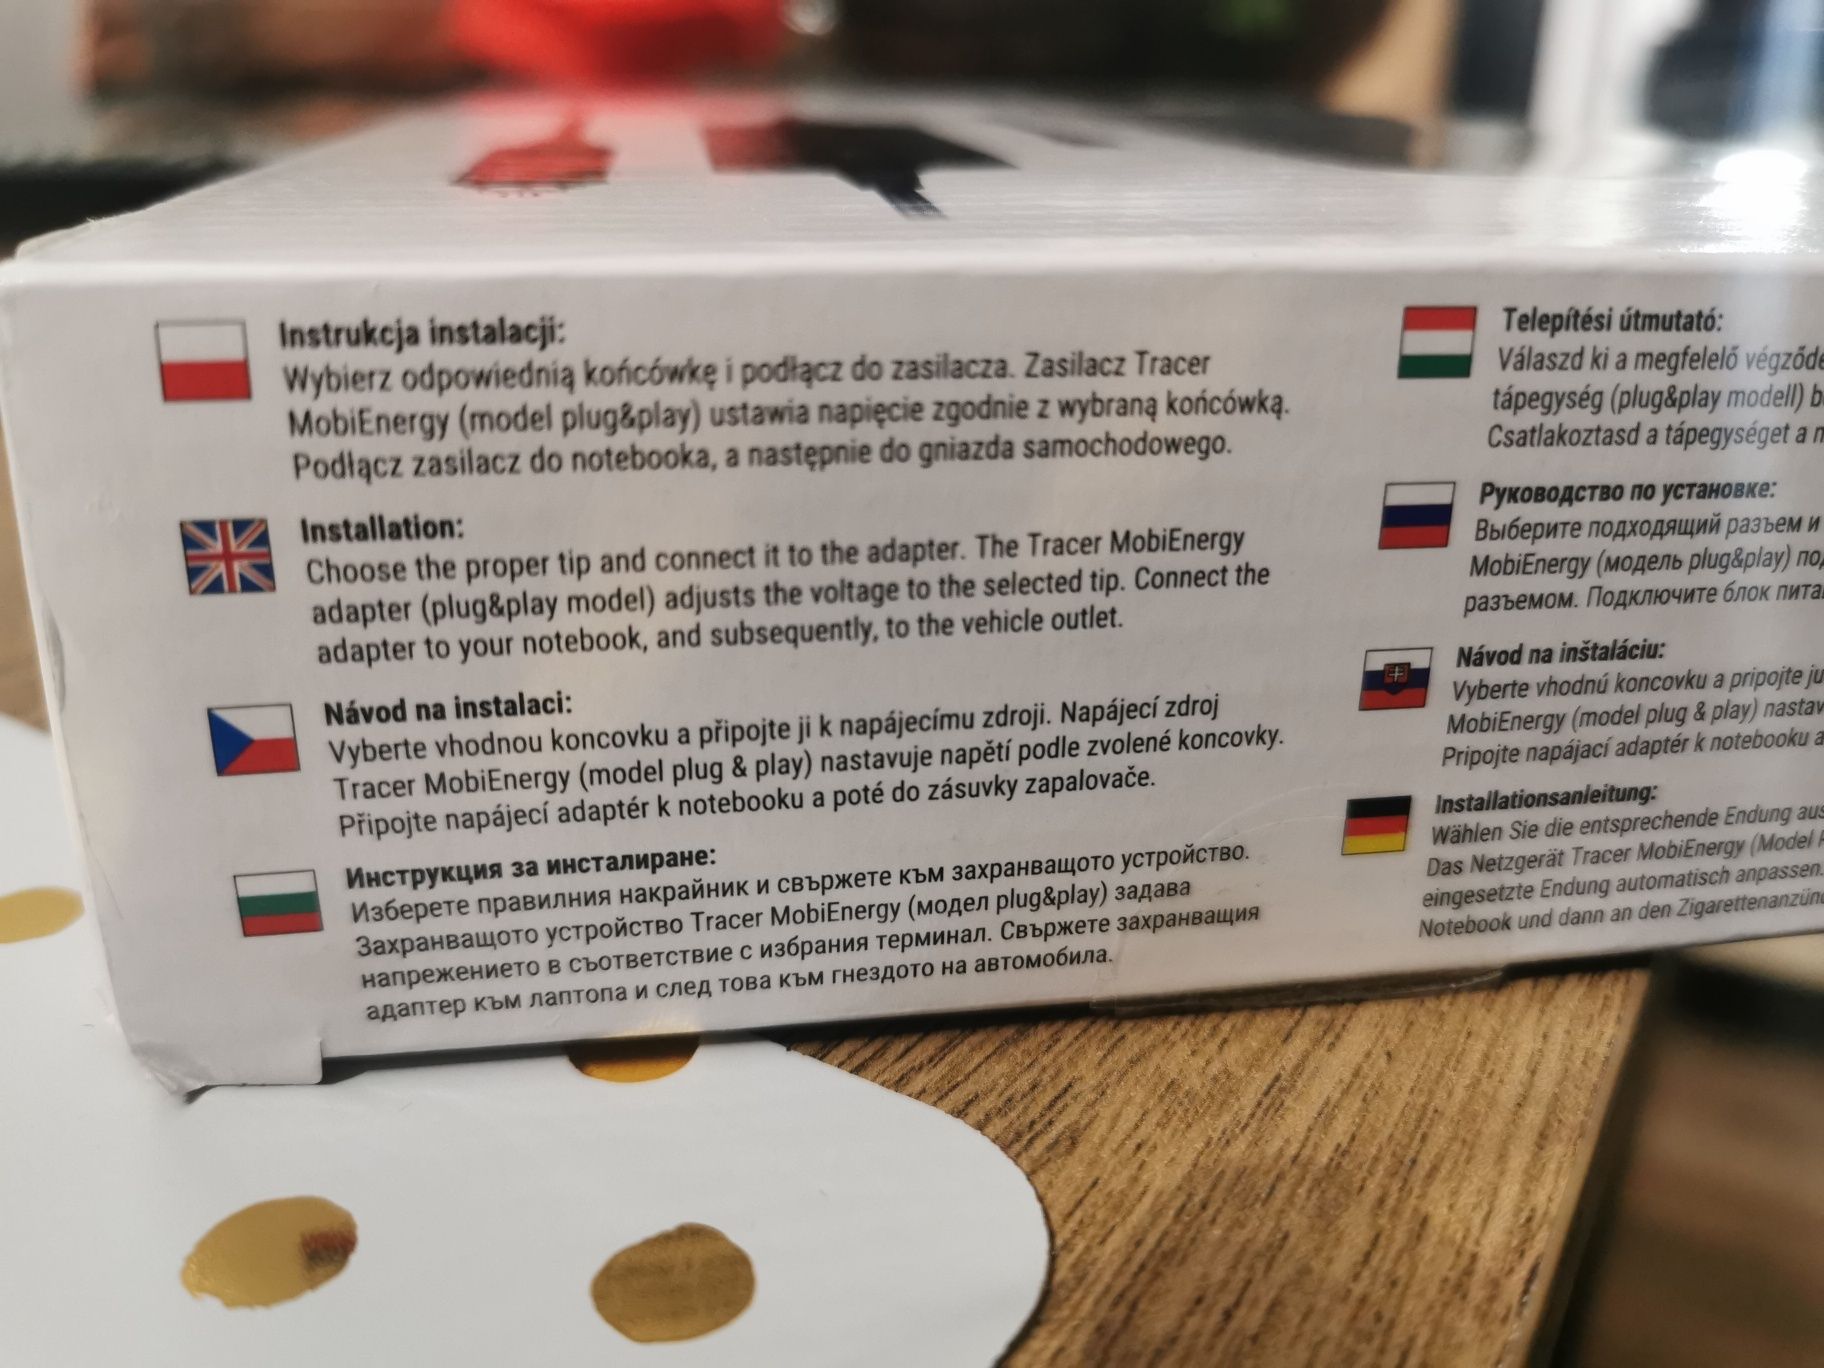 Instrukcja instalacji:
Wybierz odpowiednią końcówkę i podłącz do zasilacza. Zasilacz Tracer
MobiEnergy (model plug&play) ustawia napięcie zgodnie z wybraną końcówką.
Podłącz zasilacz do notebooka, a następnie do gniazda samochodowego.
Installation:
Choose the proper tip and connect it to the adapter. The Tracer MobiEnergy
adapter (plug&play model) adjusts the voltage to the selected tip. Connect the
adapter to your notebook, and subsequently, to the vehicle outlet.
Návod na instalaci:
Vyberte vhodnou koncovku a připojte ji k napájecímu zdroji. Napájecí zdroj
Tracer MobiEnergy (model plug & play) nastavuje napětí podle zvolené koncovky.
Připojte napájecí adaptér k notebooku a poté do zásuvky zapalovače.
Инструкция за инсталиране:
Изберете правилния накрайник и свържете към захранващото устройство.
Захранващото устройство Tracer MobiEnergy (модел plug&play) задава
напрежението в съответствие с избрания терминал. Свържете захранващия
адаптер към лаптопа и след това към гнездото на автомобила.
Telepítési útmutató:
Válaszd ki a megfelelő
tápegység (plug&play modell)
Csatlakoztasd a tápegységet a
Руководство по установке:
Выберите подходящий разъем и
MobiEnergy (модель plug&play)
разъемом. Подключите блок
Návod na inštaláciu:
Vyberte vhodnú koncovku a pripojte
MobiEnergy (model plug & play)
Pripojte napájací adaptér k notebooku a
Installationsanleitung:
Wählen Sie die entsprechende Endung aus
Das Netzgerät Tracer MobiEnergy (Model
eingesetzte Endung automatisch anpassen.
Notebook und dann an den